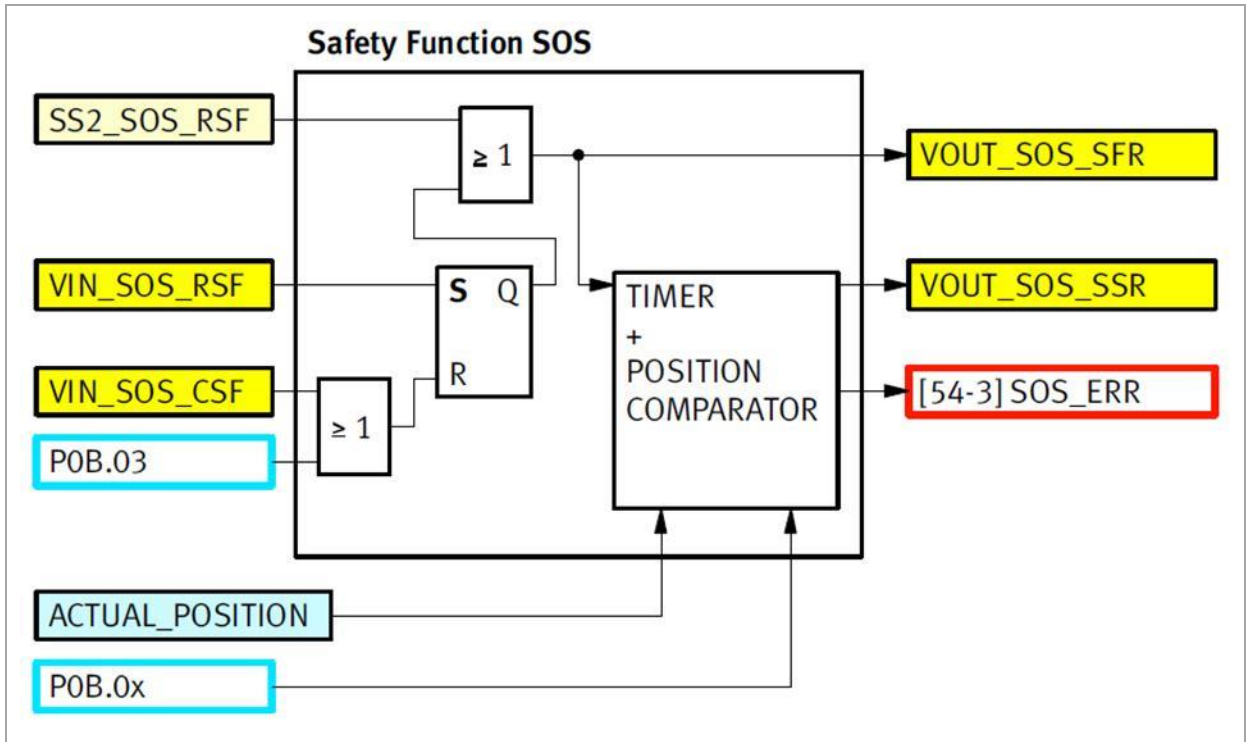 Safety Function SOS
SS2_SOS_RSF
≥ 1
VOUT_SOS_SFR
VIN_SOS_RSF
S Q
R
TIMER
+
POSITION
COMPARATOR
VOUT_SOS_SSR
VIN_SOS_CSF
≥ 1
[54-3] SOS_ERR
P0B.03
ACTUAL_POSITION
P0B.0x